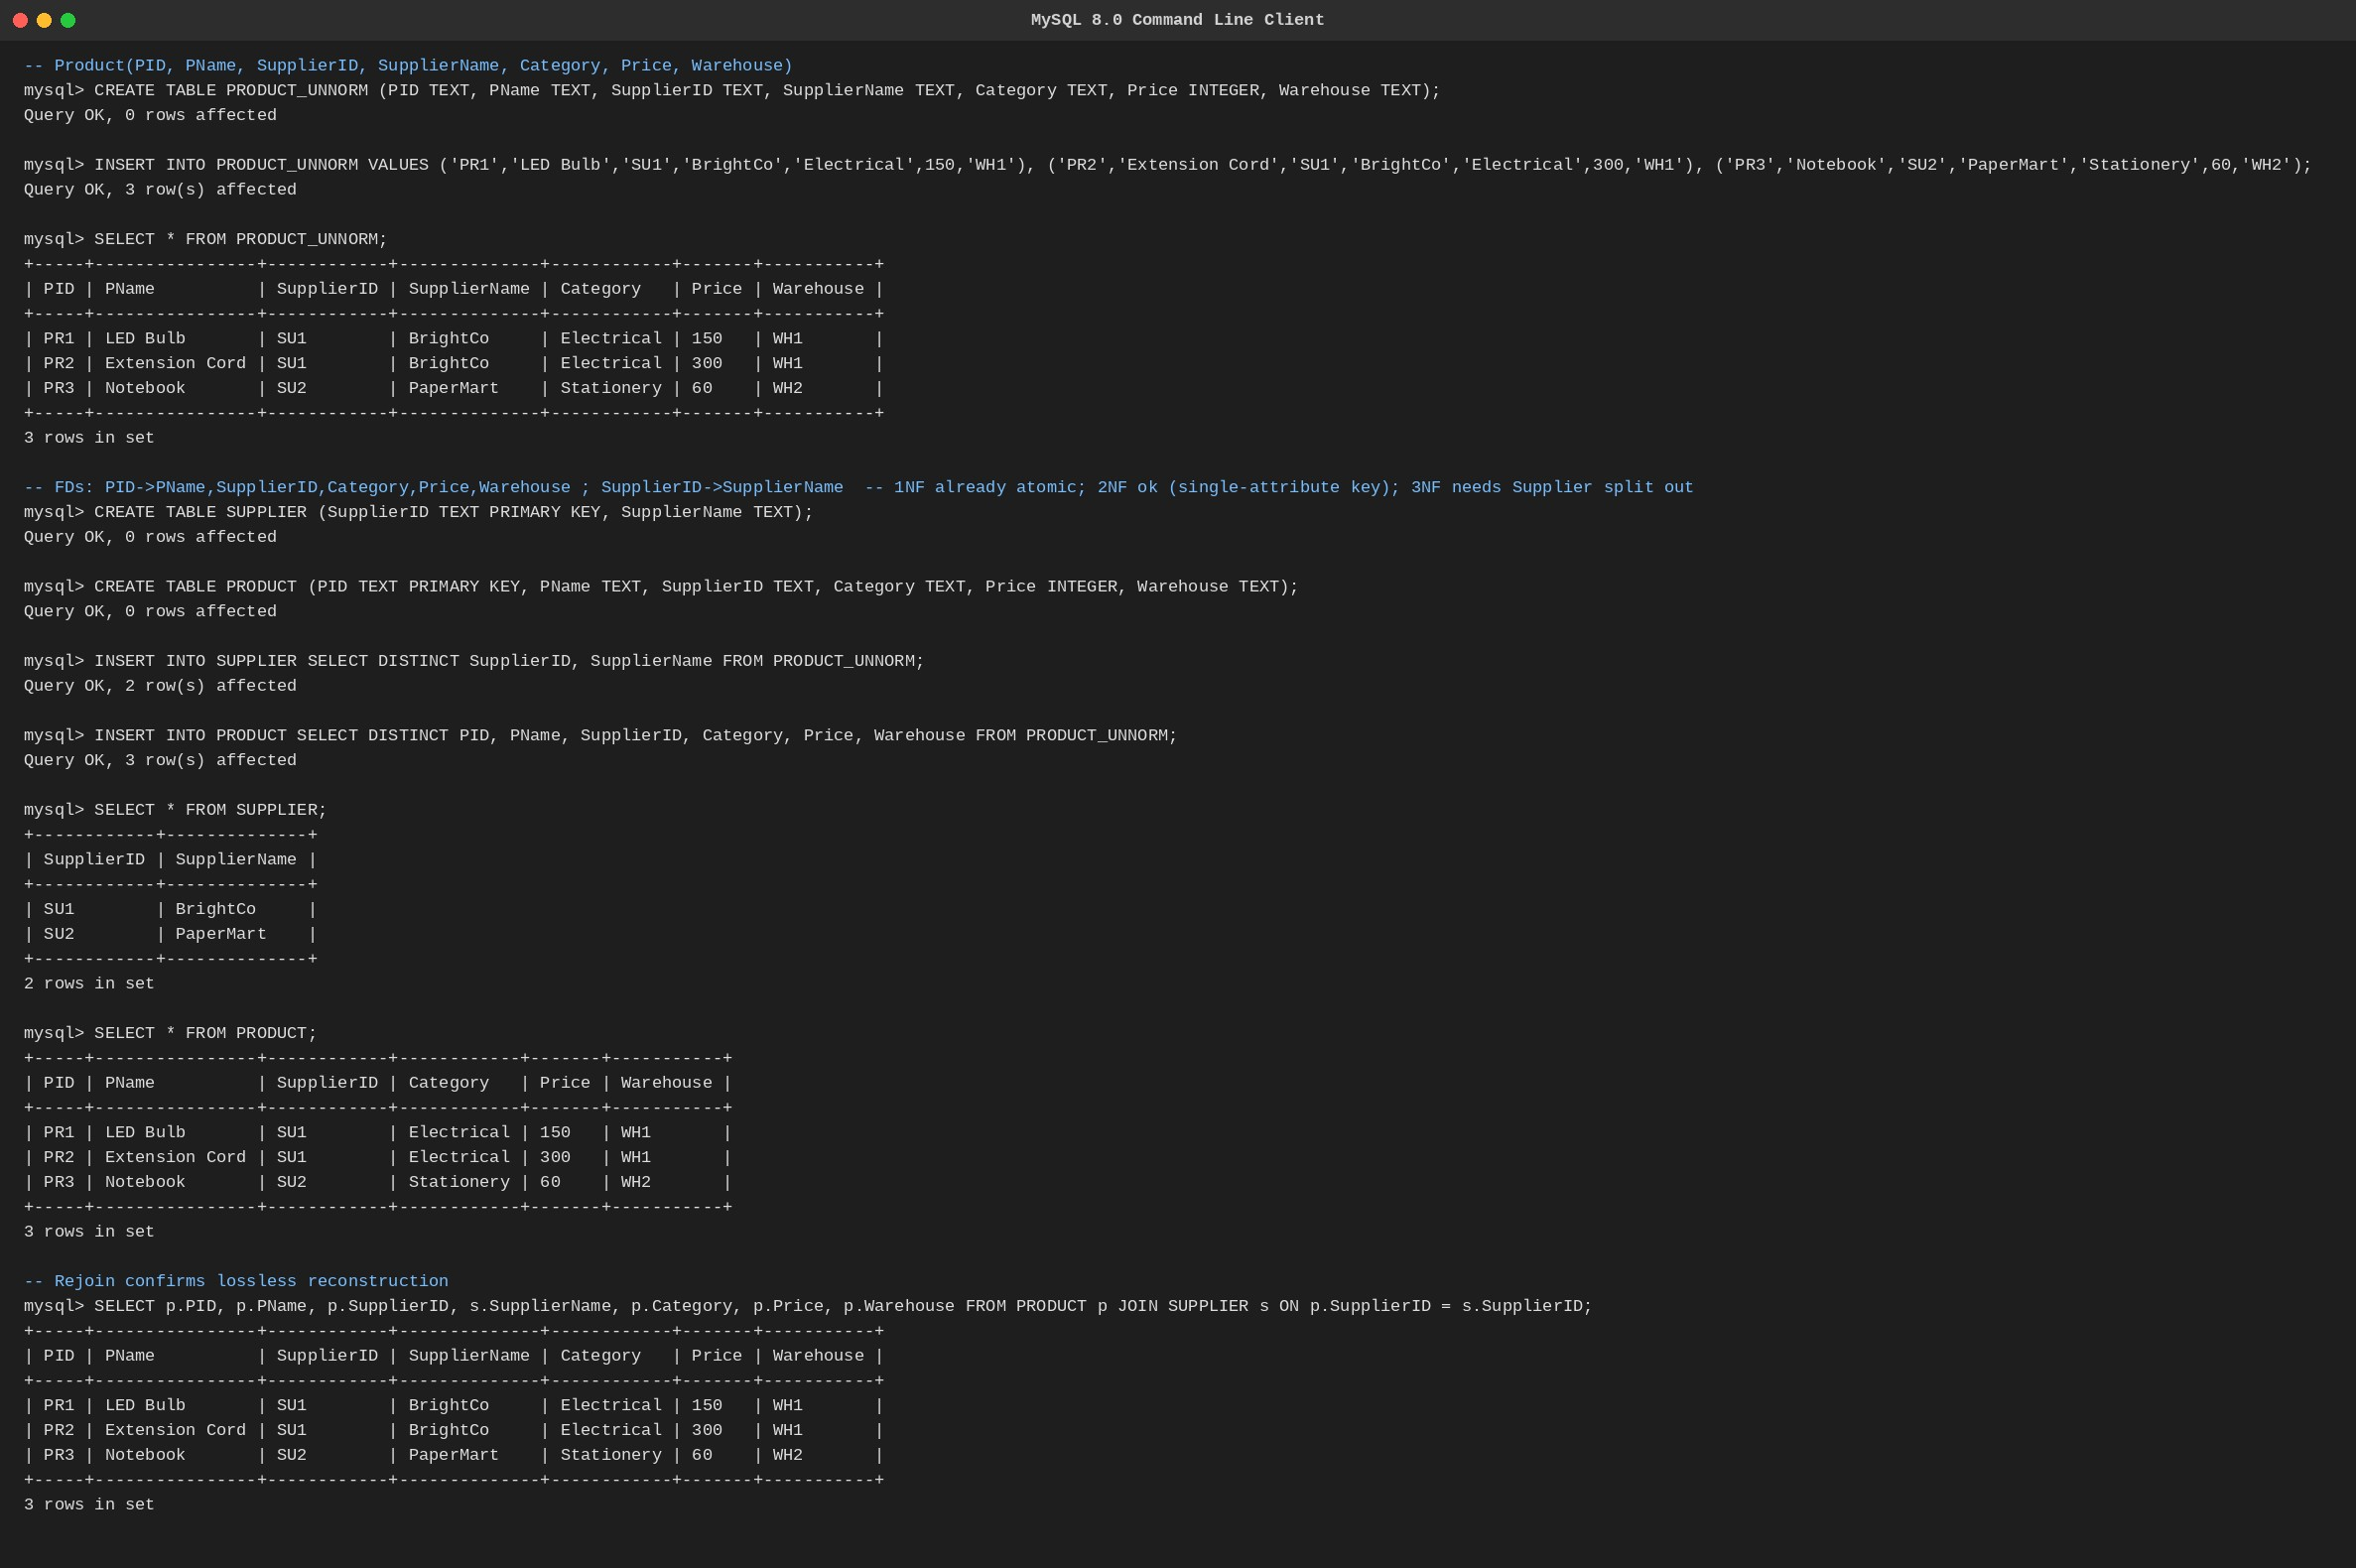 MySQL 8.0 Command Line Client
-- Product(PID, PName, SupplierID, SupplierName, Category, Price, Warehouse)
mysql> CREATE TABLE PRODUCT_UNNORM (PID TEXT, PName TEXT, SupplierID TEXT, SupplierName TEXT, Category TEXT, Price INTEGER, Warehouse TEXT);
Query OK, 0 rows affected

mysql> INSERT INTO PRODUCT_UNNORM VALUES ('PR1','LED Bulb','SU1','BrightCo','Electrical',150,'WH1'), ('PR2','Extension Cord','SU1','BrightCo','Electrical',300,'WH1'), ('PR3','Notebook','SU2','PaperMart','Stationery',60,'WH2');
Query OK, 3 row(s) affected

mysql> SELECT * FROM PRODUCT_UNNORM;
+-----+----------------+------------+--------------+------------+-------+-----------+
| PID | PName          | SupplierID | SupplierName | Category   | Price | Warehouse |
+-----+----------------+------------+--------------+------------+-------+-----------+
| PR1 | LED Bulb       | SU1        | BrightCo     | Electrical | 150   | WH1       |
| PR2 | Extension Cord | SU1        | BrightCo     | Electrical | 300   | WH1       |
| PR3 | Notebook       | SU2        | PaperMart    | Stationery | 60    | WH2       |
+-----+----------------+------------+--------------+------------+-------+-----------+
3 rows in set

-- FDs: PID->PName,SupplierID,Category,Price,Warehouse ; SupplierID->SupplierName  -- 1NF already atomic; 2NF ok (single-attribute key); 3NF needs Supplier split out
mysql> CREATE TABLE SUPPLIER (SupplierID TEXT PRIMARY KEY, SupplierName TEXT);
Query OK, 0 rows affected

mysql> CREATE TABLE PRODUCT (PID TEXT PRIMARY KEY, PName TEXT, SupplierID TEXT, Category TEXT, Price INTEGER, Warehouse TEXT);
Query OK, 0 rows affected

mysql> INSERT INTO SUPPLIER SELECT DISTINCT SupplierID, SupplierName FROM PRODUCT_UNNORM;
Query OK, 2 row(s) affected

mysql> INSERT INTO PRODUCT SELECT DISTINCT PID, PName, SupplierID, Category, Price, Warehouse FROM PRODUCT_UNNORM;
Query OK, 3 row(s) affected

mysql> SELECT * FROM SUPPLIER;
+------------+--------------+
| SupplierID | SupplierName |
+------------+--------------+
| SU1        | BrightCo     |
| SU2        | PaperMart    |
+------------+--------------+
2 rows in set

mysql> SELECT * FROM PRODUCT;
+-----+----------------+------------+------------+-------+-----------+
| PID | PName          | SupplierID | Category   | Price | Warehouse |
+-----+----------------+------------+------------+-------+-----------+
| PR1 | LED Bulb       | SU1        | Electrical | 150   | WH1       |
| PR2 | Extension Cord | SU1        | Electrical | 300   | WH1       |
| PR3 | Notebook       | SU2        | Stationery | 60    | WH2       |
+-----+----------------+------------+------------+-------+-----------+
3 rows in set

-- Rejoin confirms lossless reconstruction
mysql> SELECT p.PID, p.PName, p.SupplierID, s.SupplierName, p.Category, p.Price, p.Warehouse FROM PRODUCT p JOIN SUPPLIER s ON p.SupplierID = s.SupplierID;
+-----+----------------+------------+--------------+------------+-------+-----------+
| PID | PName          | SupplierID | SupplierName | Category   | Price | Warehouse |
+-----+----------------+------------+--------------+------------+-------+-----------+
| PR1 | LED Bulb       | SU1        | BrightCo     | Electrical | 150   | WH1       |
| PR2 | Extension Cord | SU1        | BrightCo     | Electrical | 300   | WH1       |
| PR3 | Notebook       | SU2        | PaperMart    | Stationery | 60    | WH2       |
+-----+----------------+------------+--------------+------------+-------+-----------+
3 rows in set